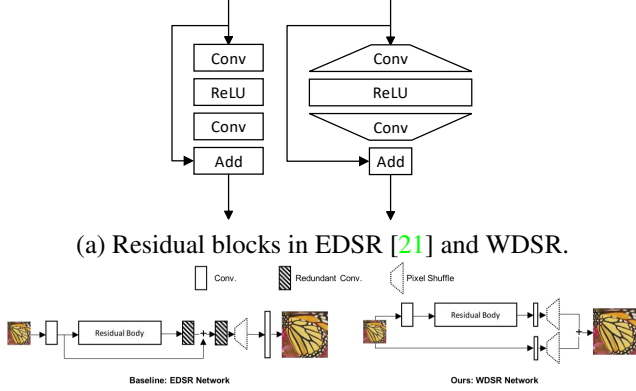 Conv
ReLU
Conv
Add
Conv
ReLU
Conv
Add
(a) Residual blocks in EDSR [21] and WDSR.
Conv. Redundant Conv. Pixel Shuffle
Residual Body
+
Baseline: EDSR Network
Residual Body
+
Ours: WDSR Network